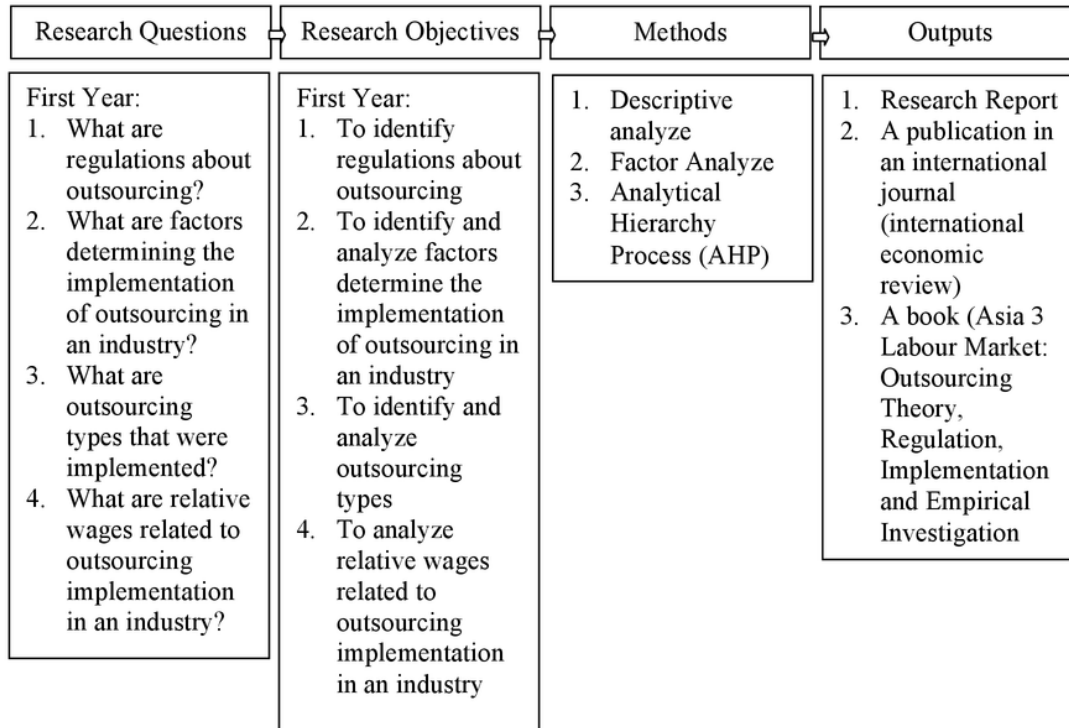 Research Questions
Research Objectives
Methods
Outputs
First Year:
1. What are
regulations about
outsourcing?
2. What are factors
determining the
implementation
of outsourcing in
an industry?
3. What are
outsourcing
types that were
implemented?
4. What are relative
wages related to
outsourcing
implementation
in an industry?
First Year:
1. To identify
regulations about
outsourcing
2. To identify and
analyze factors
determine the
implementation
of outsourcing in
an industry
3. To identify and
analyze
outsourcing
types
4. To analyze
relative wages
related to
outsourcing
implementation
in an industry
1. Descriptive
analyze
2. Factor Analyze
3. Analytical
Hierarchy
Process (AHP)
1. Research Report
2. A publication in
an international
journal
(international
economic
review)
3. A book (Asia 3
Labour Market:
Outsourcing
Theory,
Regulation,
Implementation
and Empirical
Investigation